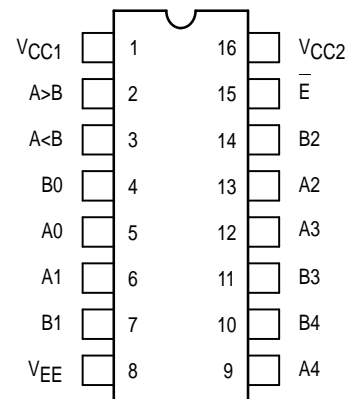 VCC1 1 16 VCC2
A>B 2 15 E̅
A<B 3 14 B2
B0 4 13 A2
A0 5 12 A3
A1 6 11 B3
B1 7 10 B4
VEE 8 9 A4